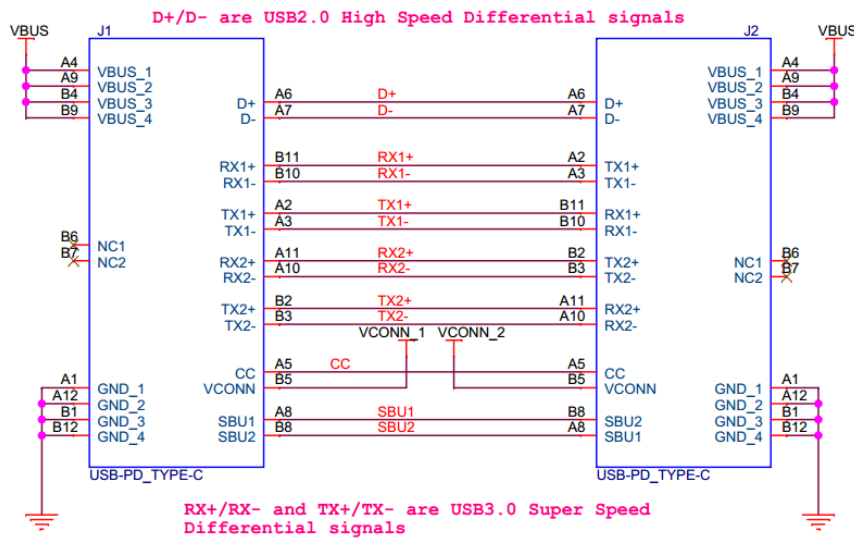 D+/D- are USB2.0 High Speed Differential signals
VBUS J1 J2 VBUS
A4 VBUS_1 VBUS_1 A4
A9 VBUS_2 VBUS_2 A9
B4 VBUS_3 D+ A6 D+ A6 D+ VBUS_3 B4
B9 VBUS_4 D- A7 D- A7 D- VBUS_4 B9
RX1+ B11 RX1+ A2 TX1+
RX1- B10 RX1- A3 TX1-
TX1+ A2 TX1+ B11 RX1+
TX1- A3 TX1- B10 RX1-
B6 NC1
B7 NC2 RX2+ A11 RX2+ B2 TX2+ NC1 B6
RX2- A10 RX2- B3 TX2- NC2 B7
TX2+ B2 TX2+ A11 RX2+
TX2- B3 TX2- A10 RX2-
VCONN_1 VCONN_2
CC A5 CC A5 CC
A1 GND_1 VCONN B5 B5 VCONN GND_1 A1
A12 GND_2 GND_2 A12
B1 GND_3 SBU1 A8 SBU1 B8 SBU2 GND_3 B1
B12 GND_4 SBU2 B8 SBU2 A8 SBU1 GND_4 B12
USB-PD_TYPE-C USB-PD_TYPE-C
RX+/RX- and TX+/TX- are USB3.0 Super Speed
Differential signals